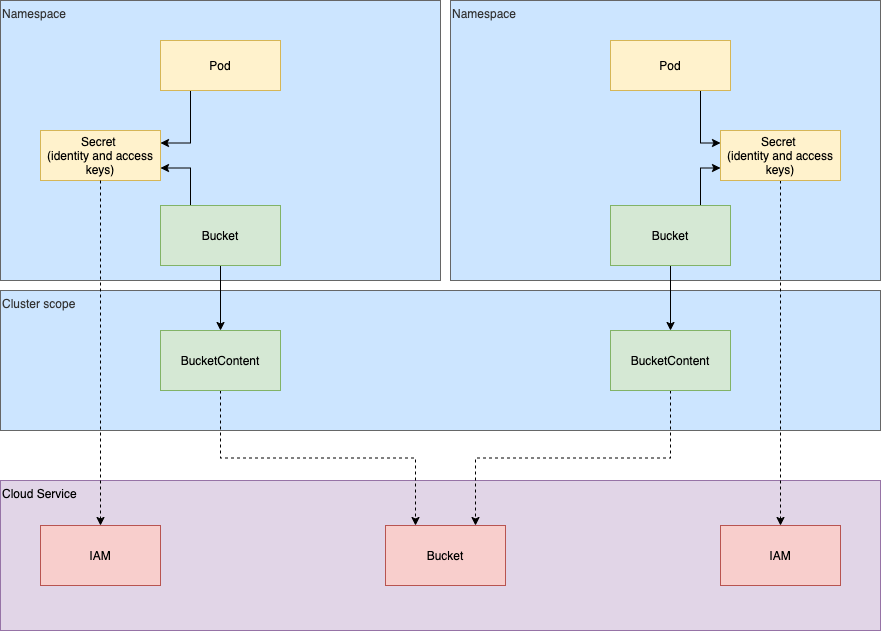 Namespace
Namespace
Pod
Pod
Secret
(identity and access
keys)
Secret
(identity and access
keys)
Bucket
Bucket
Cluster scope
BucketContent
BucketContent
Cloud Service
IAM
Bucket
IAM